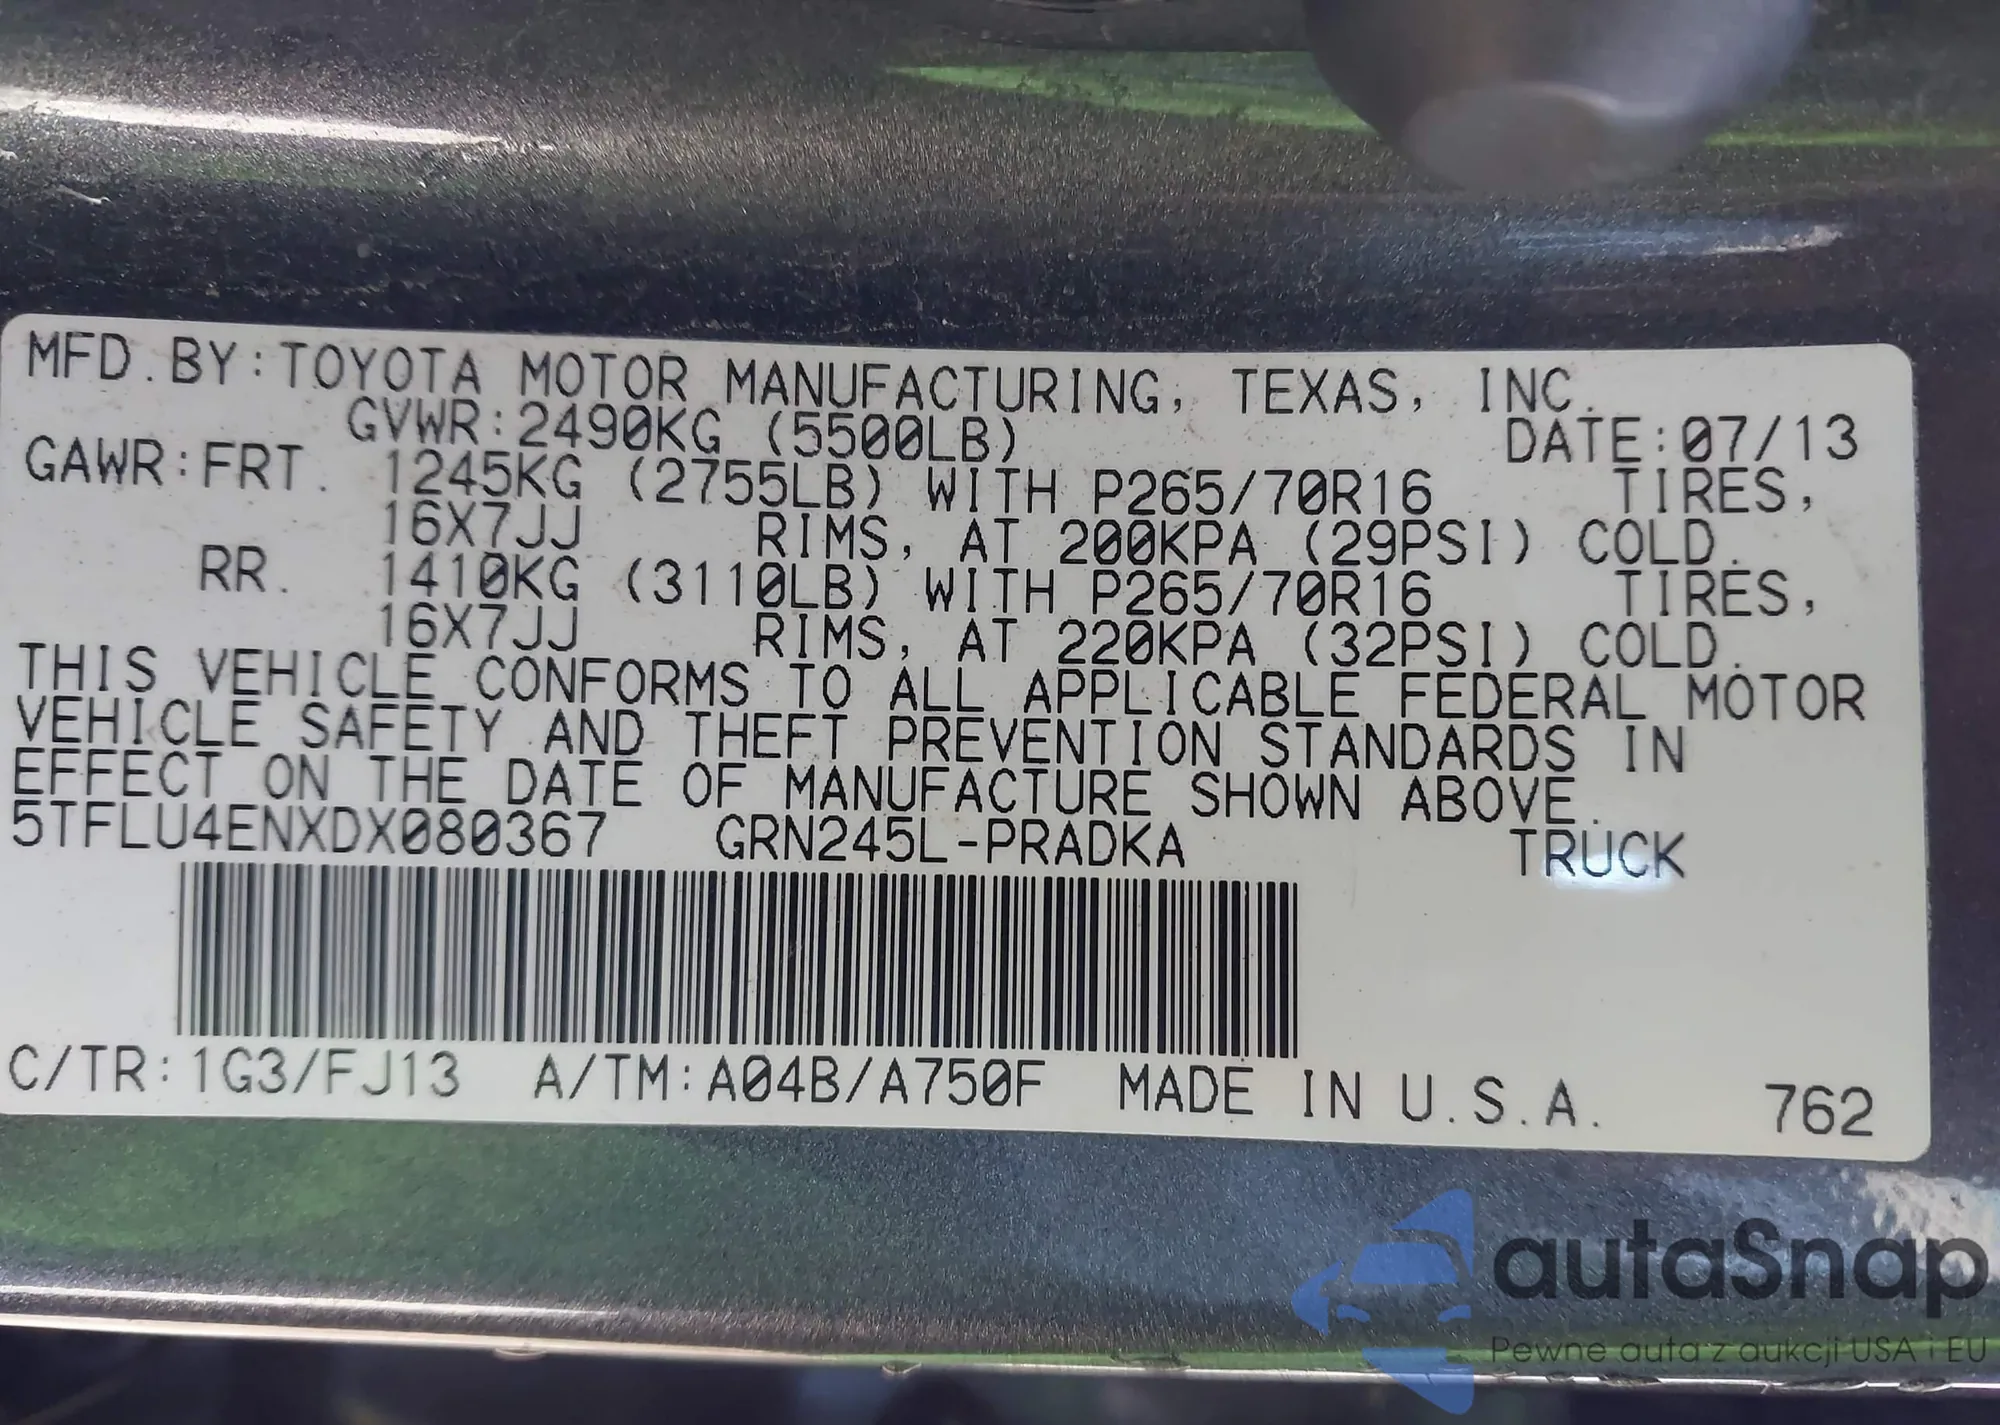 MFD.BY:TOYOTA MOTOR MANUFACTURING, TEXAS, INC.
GVWR:2490KG (5500LB) DATE:07/13
GAWR:FRT. 1245KG (2755LB) WITH P265/70R16 TIRES,
16X7JJ RIMS, AT 200KPA (29PSI) COLD.
RR. 1410KG (3110LB) WITH P265/70R16 TIRES,
16X7JJ RIMS, AT 220KPA (32PSI) COLD.
THIS VEHICLE CONFORMS TO ALL APPLICABLE FEDERAL MOTOR
VEHICLE SAFETY AND THEFT PREVENTION STANDARDS IN
EFFECT ON THE DATE OF MANUFACTURE SHOWN ABOVE.
5TFLU4ENXDX080367 GRN245L-PRADKA TRUCK
C/TR:1G3/FJ13 A/TM:A04B/A750F MADE IN U.S.A. 762
autaSnap
Pewne auta z aukcji USA i EU